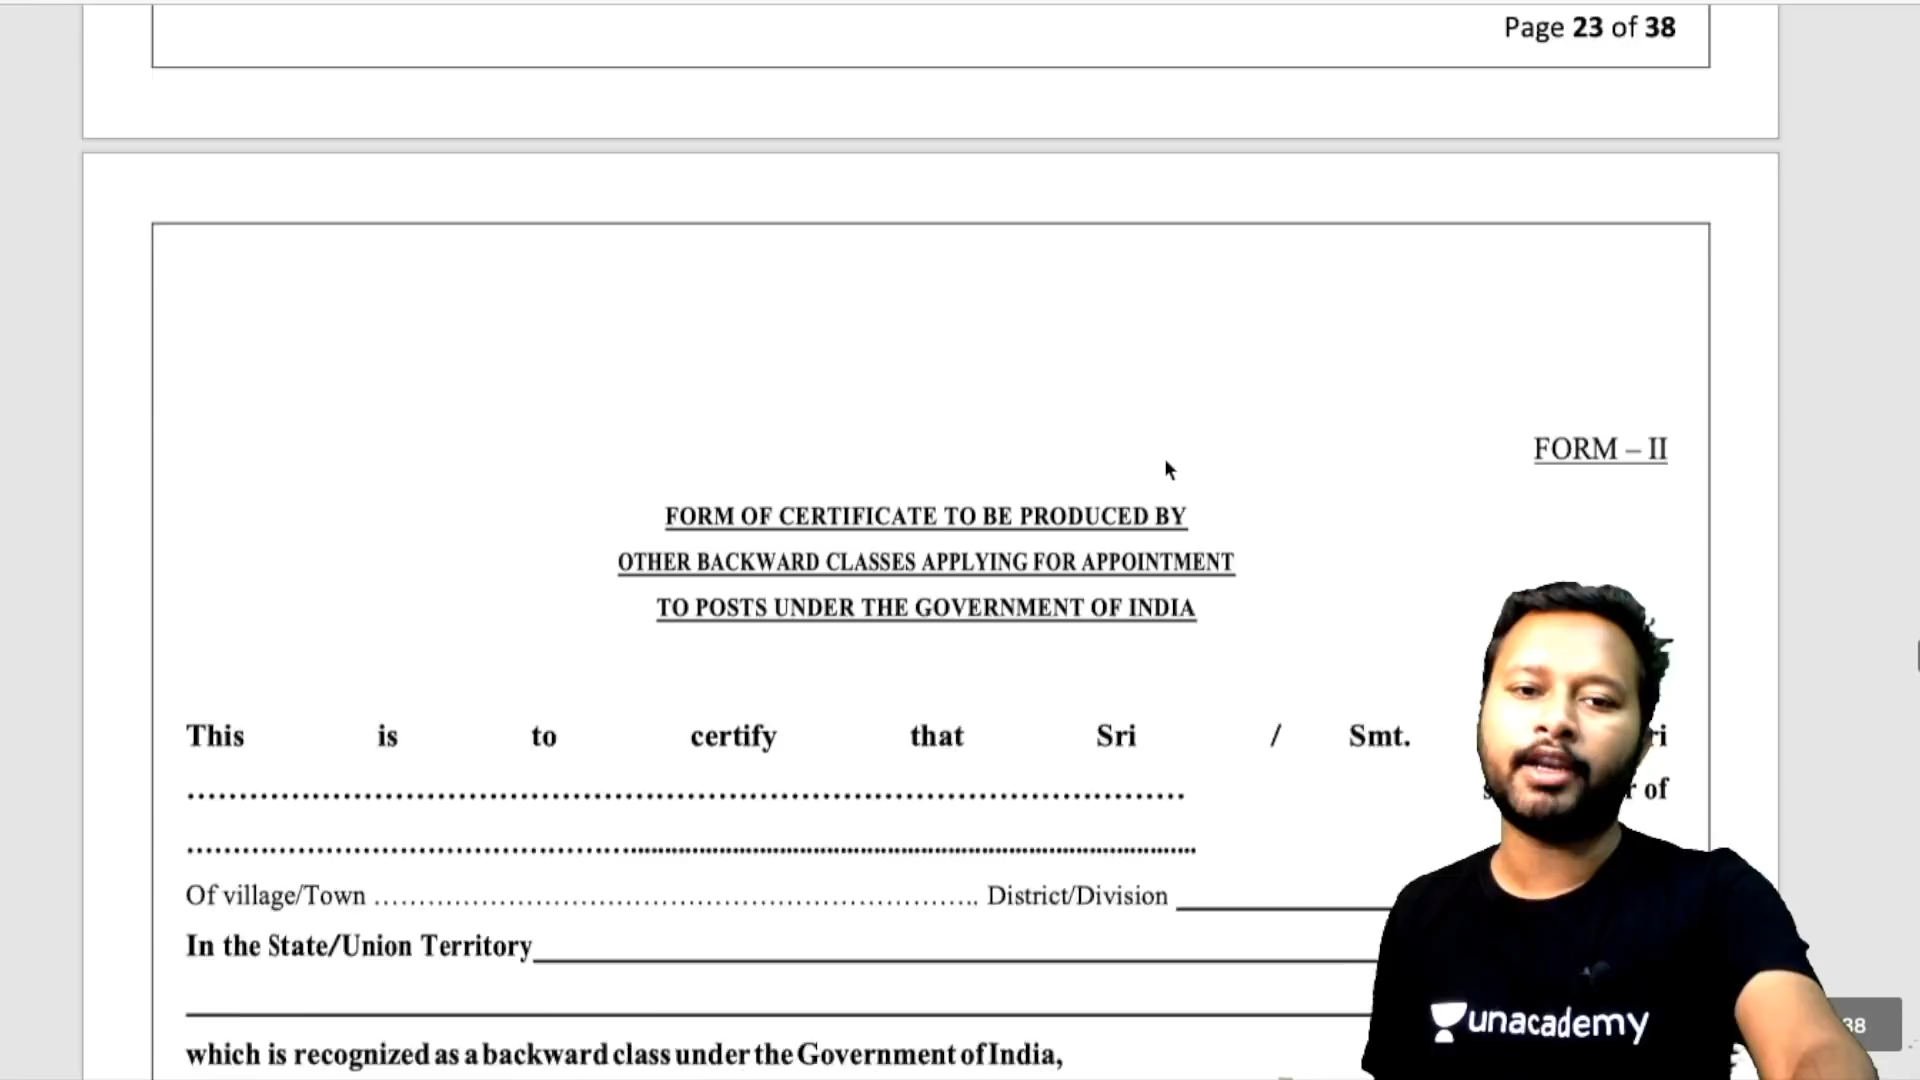 Page 23 of 38
FORM – II
FORM OF CERTIFICATE TO BE PRODUCED BY
OTHER BACKWARD CLASSES APPLYING FOR APPOINTMENT
TO POSTS UNDER THE GOVERNMENT OF INDIA
This is to certify that Sri / Smt.
of
Of village/Town ................................................................ District/Division
In the State/Union Territory
which is recognized as a backward class under the Government of India,
unacademy
38